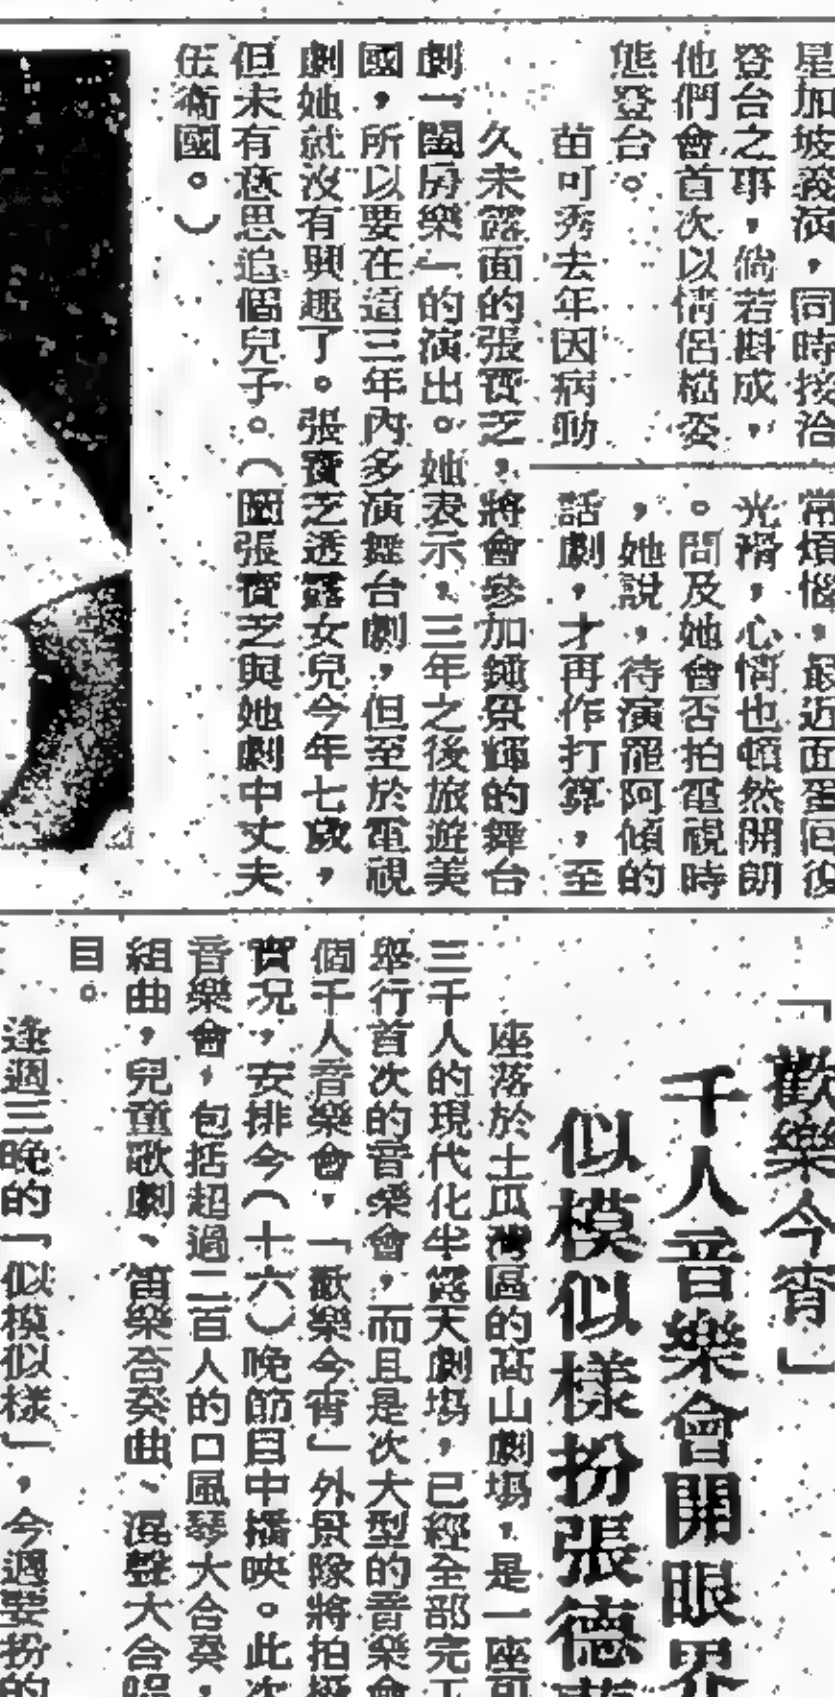 星加坡義演，同時接洽
登台之事，倘若斟成，
他們會首次以情侶檔姿
態登台。
苗可秀去年因病動
常煩惱，最近面蛋回復
光滑，心情也頓然開朗
。問及她會否拍電視時
，她說，待演罷阿傾的
話劇，才再作打算，至
久未露面的張寶芝，將會參加鍾景輝的舞台
劇「閨房樂」的演出。她表示，三年之後旅遊美
國，所以要在這三年內多演舞台劇，但至於電視
劇她就沒有興趣了。張寶芝透露女兒今年七歲，
但未有意思追個兒子。（圖張寶芝與她劇中丈夫
伍衛國。）
「歡樂今宵」
千人音樂會開眼界
似模似樣扮張德
座落於土瓜灣區的高山劇場，是一座可
三千人的現代化半露天劇場，已經全部完工
舉行首次的音樂會，而且是次大型的音樂會
個千人音樂會，「歡樂今宵」外景隊將拍攝
實況，安排今（十六）晚節目中播映。此次
音樂會，包括超過二百人的口風琴大合奏，
組曲，兒童歌劇、笛樂合奏曲、混聲大合唱
目。
逢週三晚的「似模似樣」，今週要扮的